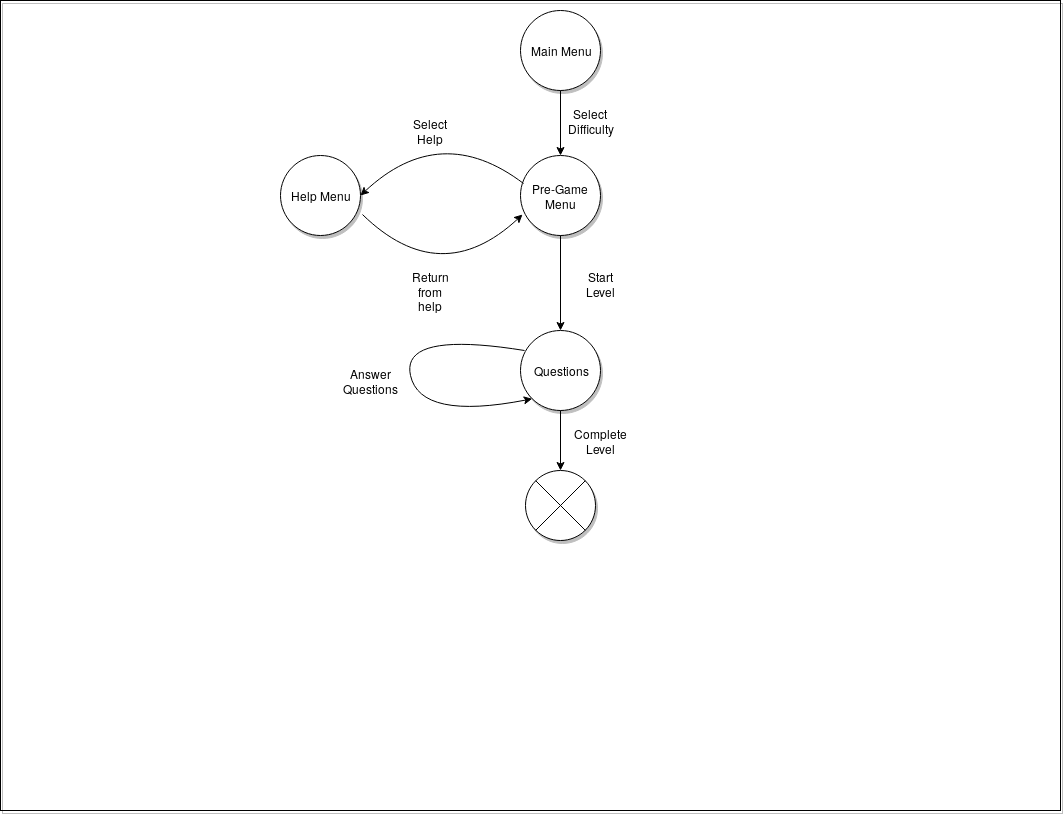 Main Menu
Select
Difficulty
Select
Help
Help Menu
Pre-Game
Menu
Return
from
help
Start
Level
Questions
Answer
Questions
Complete
Level